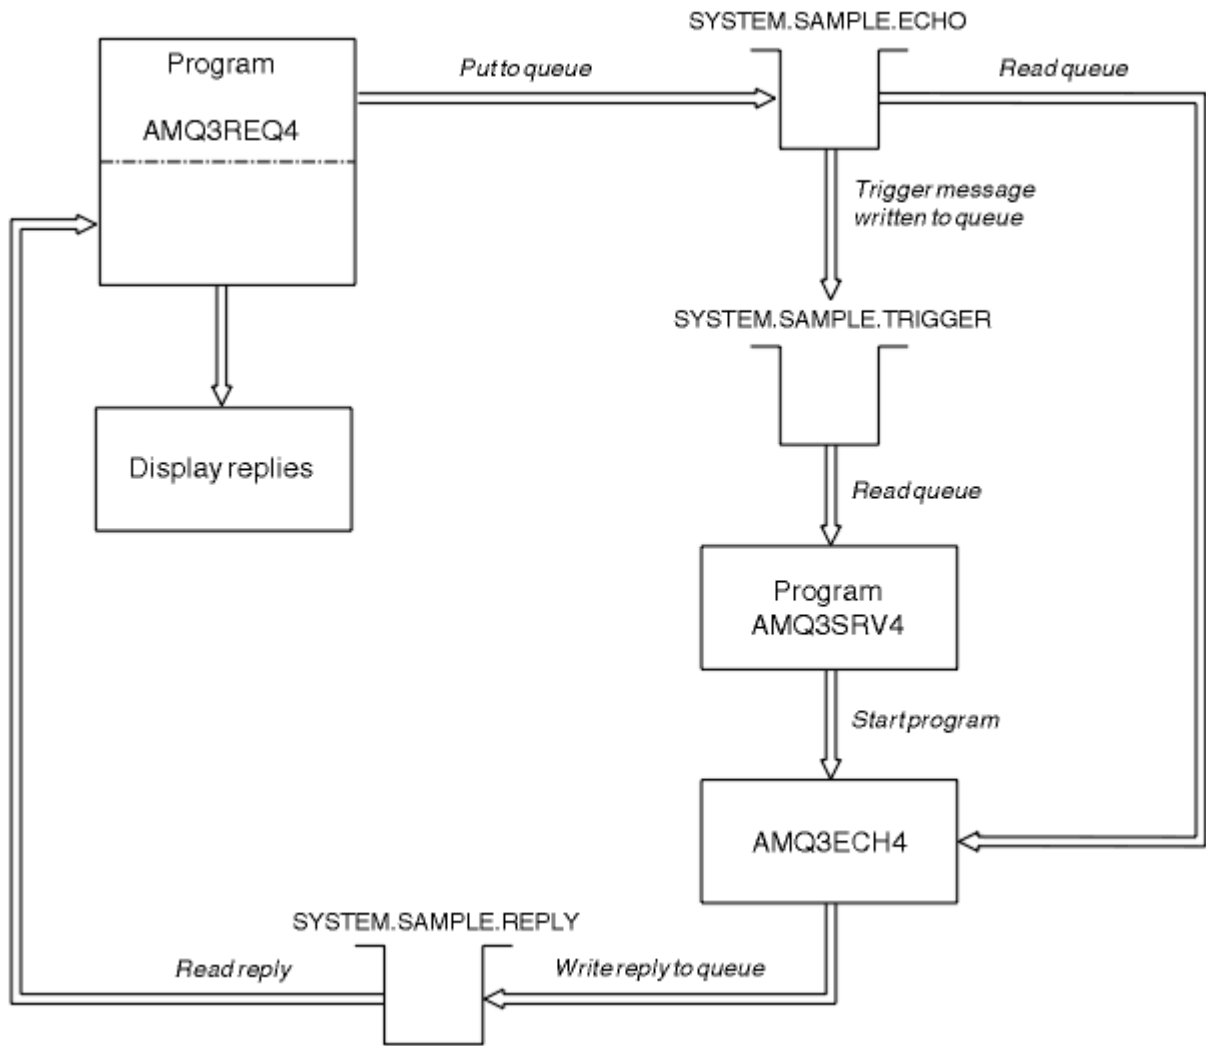 SYSTEM.SAMPLE.ECHO
Program
AMQ3REQ4
Put to queue
Read queue
Trigger message
written to queue
SYSTEM.SAMPLE.TRIGGER
Display replies
Read queue
Program
AMQ3SRV4
Start program
AMQ3ECH4
SYSTEM.SAMPLE.REPLY
Read reply
Write reply to queue